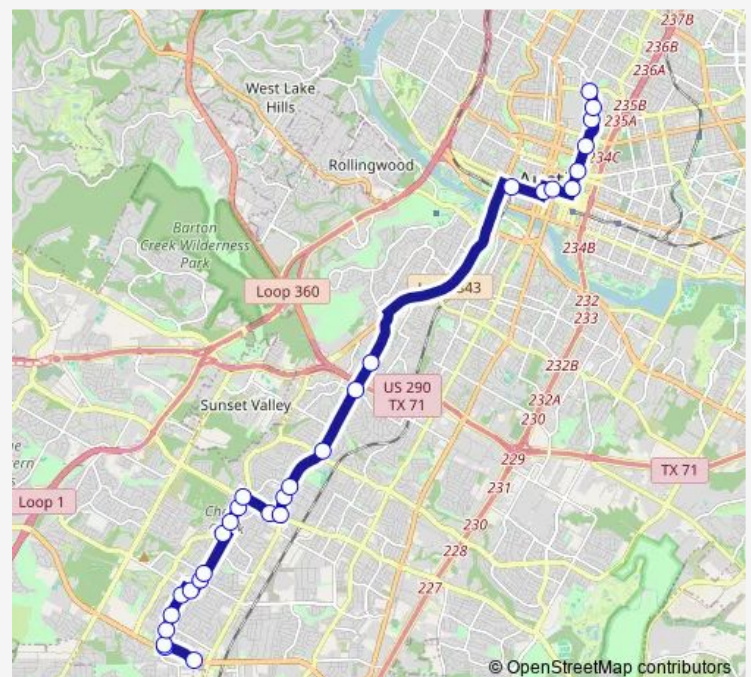 237B
236B
236A
West Lake
Hills
235B
235A
Rollingwood
234C
Barton
Creek Wilderness
Park
234B
Loop 360
343
232
233
232B
US 290
TX 71
Sunset Valley
232A
230
229
TX 71
231
Loop 1
230
228
227
© OpenStreetMap contributors